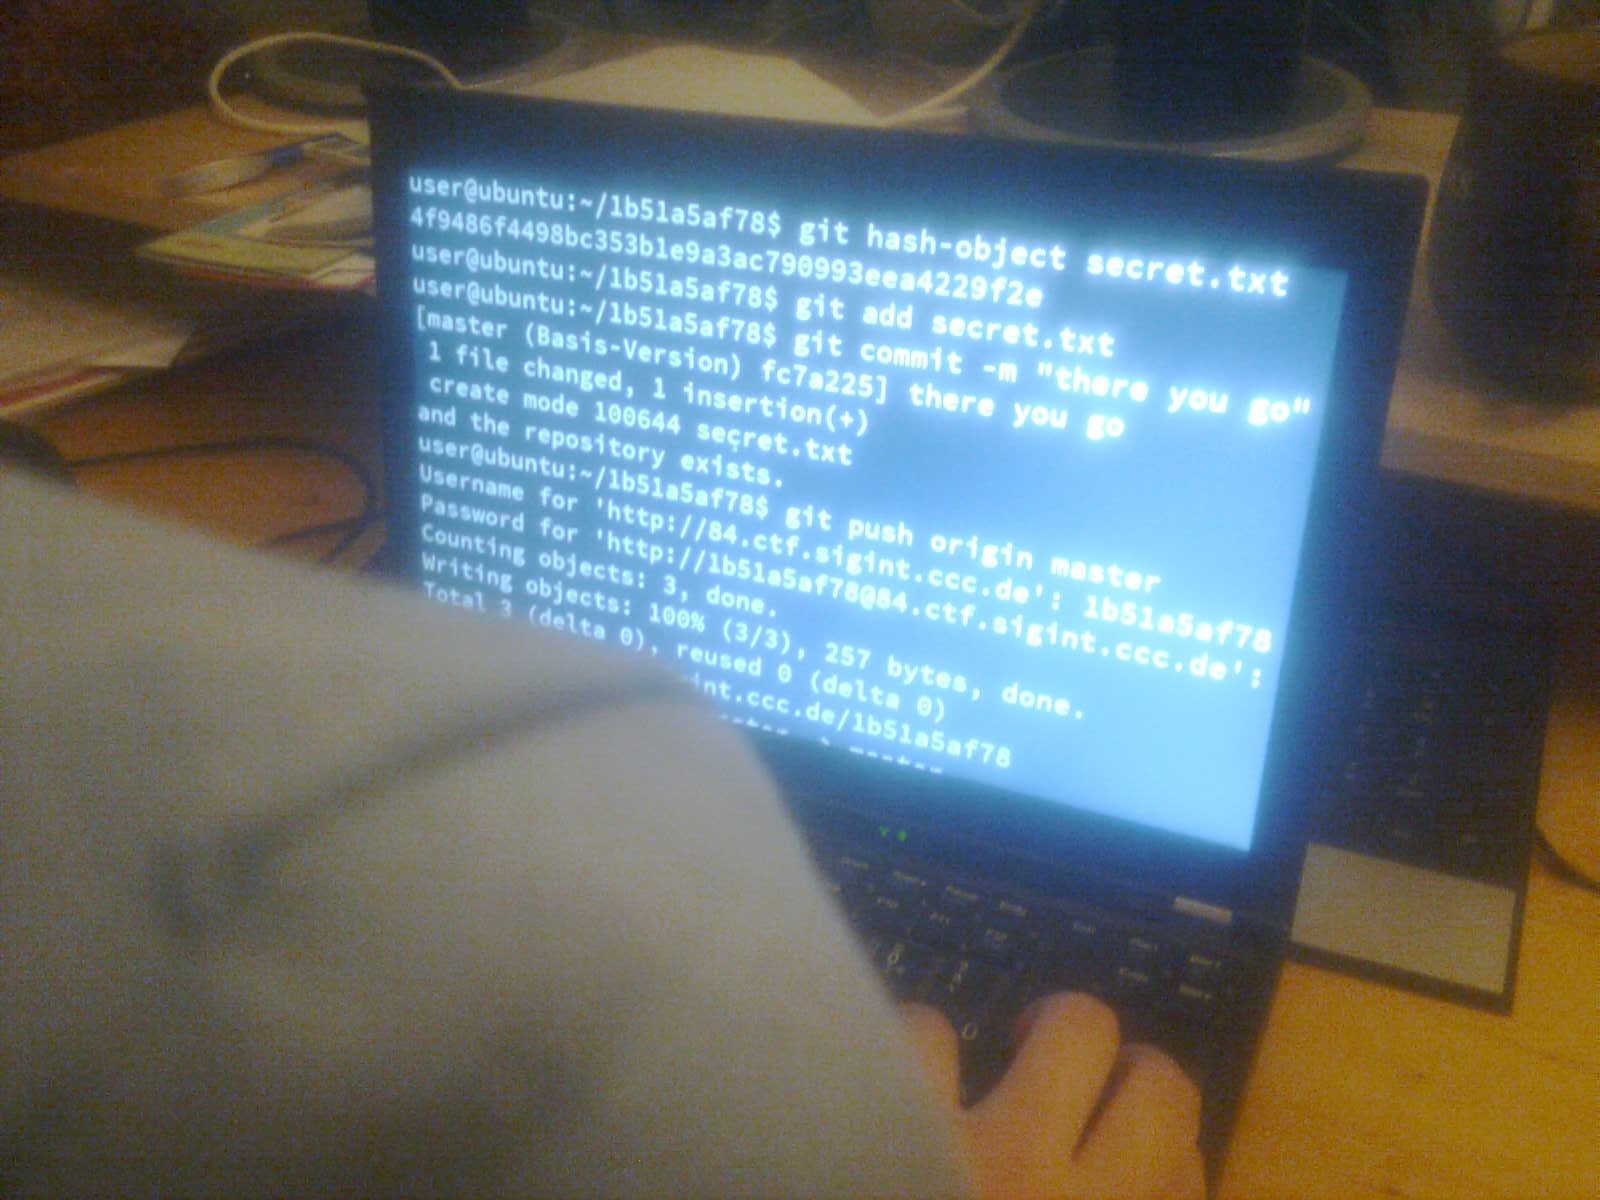 user@ubuntu:~/1b51a5af78$ git hash-object secret.txt
4f9486f4498bc353b1e9a3ac790993eea4229f2e
user@ubuntu:~/1b51a5af78$ git add secret.txt
user@ubuntu:~/1b51a5af78$ git commit -m "there you go"
[master (Basis-Version) fc7a225] there you go
1 file changed, 1 insertion(+)
create mode 100644 secret.txt
and the repository exists.
user@ubuntu:~/1b51a5af78$ git push origin master
Username for 'http://84.ctf.sigint.ccc.de': 1b51a5af78
Password for 'http://1b51a5af78@84.ctf.sigint.ccc.de':
Counting objects: 3, done.
Writing objects: 100% (3/3), 257 bytes, done.
Total 3 (delta 0), reused 0 (delta 0)
int.ccc.de/1b51a5af78